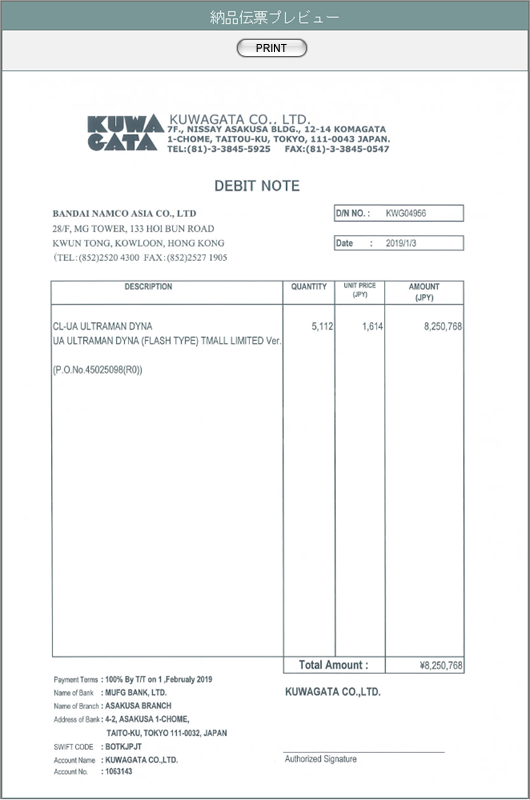 納品伝票プレビュー
PRINT
KUWA
GATA
KUWAGATA CO., LTD.
7F., NISSAY ASAKUSA BLDG., 12-14 KOMAGATA
1-CHOME, TAITOU-KU, TOKYO, 111-0043 JAPAN.
TEL:(81)-3-3845-5925 FAX:(81)-3-3845-0547
DEBIT NOTE
BANDAI NAMCO ASIA CO., LTD
28/F, MG TOWER, 133 HOI BUN ROAD
KWUN TONG, KOWLOON, HONG KONG
(TEL:(852)2520 4300 FAX:(852)2527 1905
D/N NO. : KWG04956
Date : 2019/1/3
DESCRIPTION QUANTITY UNIT PRICE (JPY) AMOUNT (JPY)
CL-UA ULTRAMAN DYNA 5,112 1,614 8,250,768
UA ULTRAMAN DYNA (FLASH TYPE) TMALL LIMITED Ver.
(P.O.No.45025098(R0))
Total Amount : ¥8,250,768
Payment Terms : 100% By T/T on 1 ,Februaly 2019
Name of Bank : MUFG BANK, LTD.
Name of Branch : ASAKUSA BRANCH
Address of Bank : 4-2, ASAKUSA 1-CHOME,
TAITO-KU, TOKYO 111-0032, JAPAN
SWIFT CODE : BOTKJPJT
Account Name : KUWAGATA CO.,LTD.
Account No. : 1063143
KUWAGATA CO.,LTD.
Authorized Signature